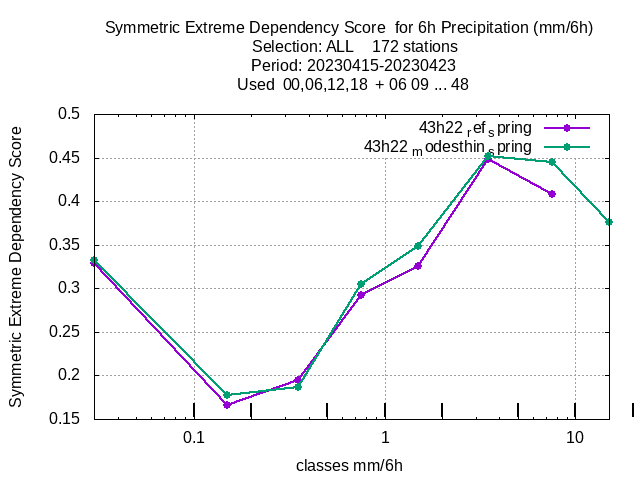 Symmetric Extreme Dependency Score  for 6h Precipitation (mm/6h)
Selection: ALL    172 stations
Period: 20230415-20230423
Used  00,06,12,18  + 06 09 ... 48
Symmetric Extreme Dependency Score
0.5
0.45
0.4
0.35
0.3
0.25
0.2
0.15
43h22 ref spring
43h22 modesthin spring
0.1
1
10
classes mm/6h